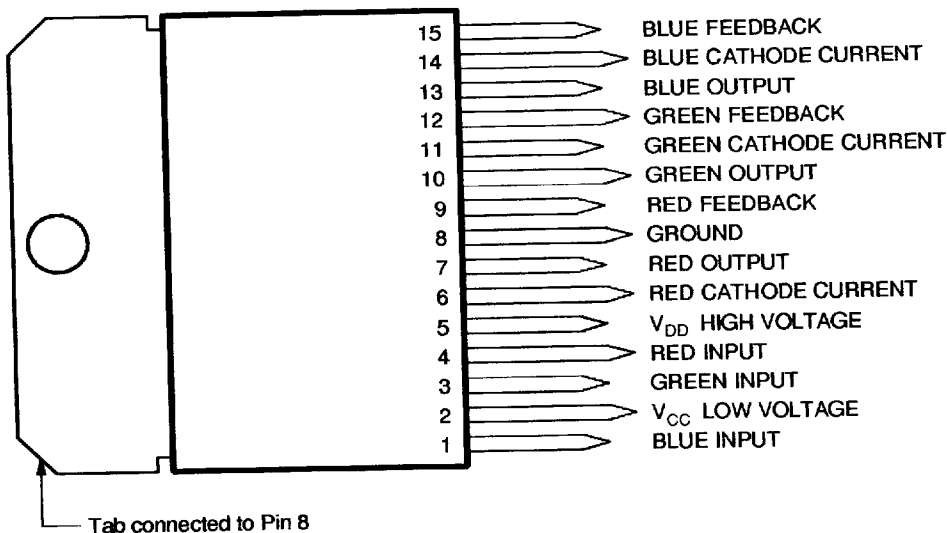 15 BLUE FEEDBACK
14 BLUE CATHODE CURRENT
13 BLUE OUTPUT
12 GREEN FEEDBACK
11 GREEN CATHODE CURRENT
10 GREEN OUTPUT
9 RED FEEDBACK
8 GROUND
7 RED OUTPUT
6 RED CATHODE CURRENT
5 VDD HIGH VOLTAGE
4 RED INPUT
3 GREEN INPUT
2 VCC LOW VOLTAGE
1 BLUE INPUT
Tab connected to Pin 8